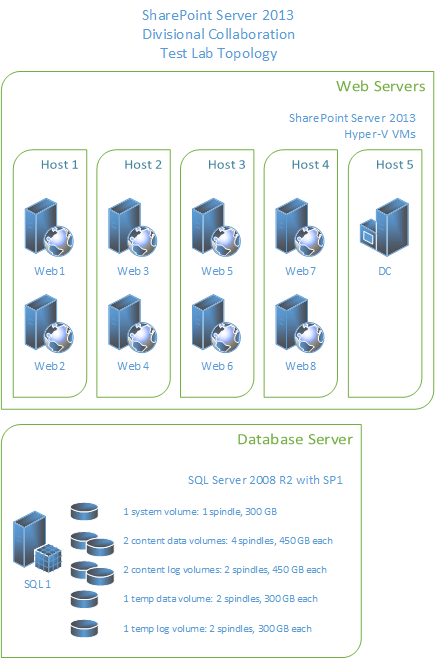 SharePoint Server 2013
Divisional Collaboration
Test Lab Topology
Web Servers
SharePoint Server 2013
Hyper-V VMs
Host 1
Host 2
Host 3
Host 4
Host 5
Web1
Web3
Web5
Web7
DC
Web2
Web4
Web6
Web8
Database Server
SQL Server 2008 R2 with SP1
1 system volume: 1 spindle, 300 GB
2 content data volumes: 4 spindles, 450 GB each
2 content log volumes: 2 spindles, 450 GB each
SQL 1
1 temp data volume: 2 spindles, 300 GB each
1 temp log volume: 2 spindles, 300 GB each